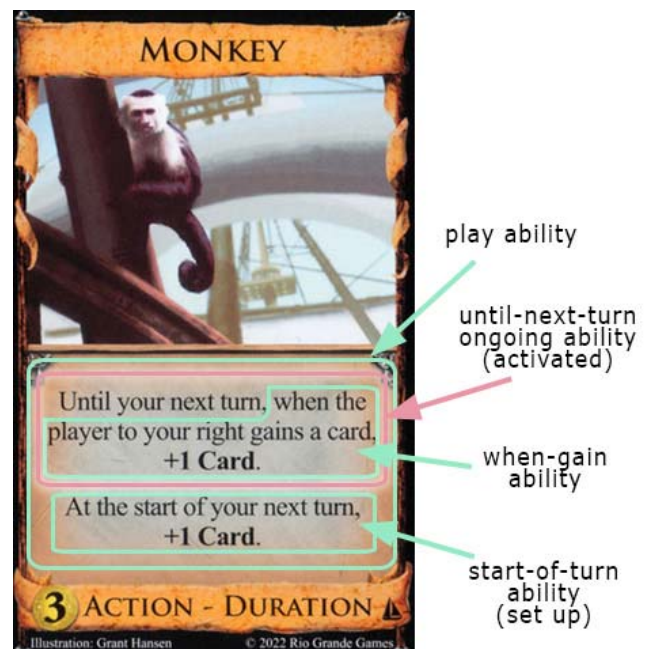 MONKEY
play ability
until-next-turn
ongoing ability
(activated)
Until your next turn, when the
player to your right gains a card,
+1 Card.
when-gain
ability
At the start of your next turn,
+1 Card.
start-of-turn
ability
(set up)
3 ACTION - DURATION
Illustration: Grant Hansen © 2022 Rio Grande Games